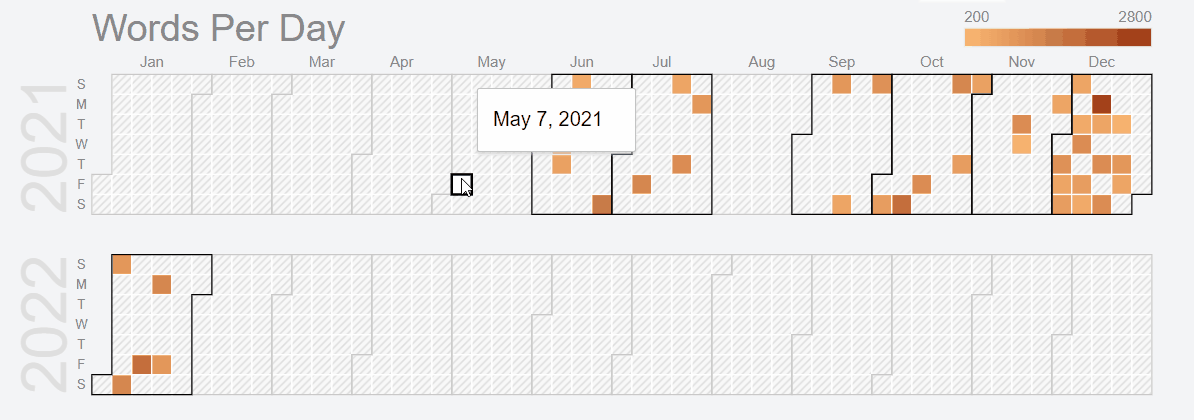 Words Per Day
200 2800
Jan Feb Mar Apr May Jun Jul Aug Sep Oct Nov Dec
2021
S
M
T
W
T
F
S
May 7, 2021
2022
S
M
T
W
T
F
S